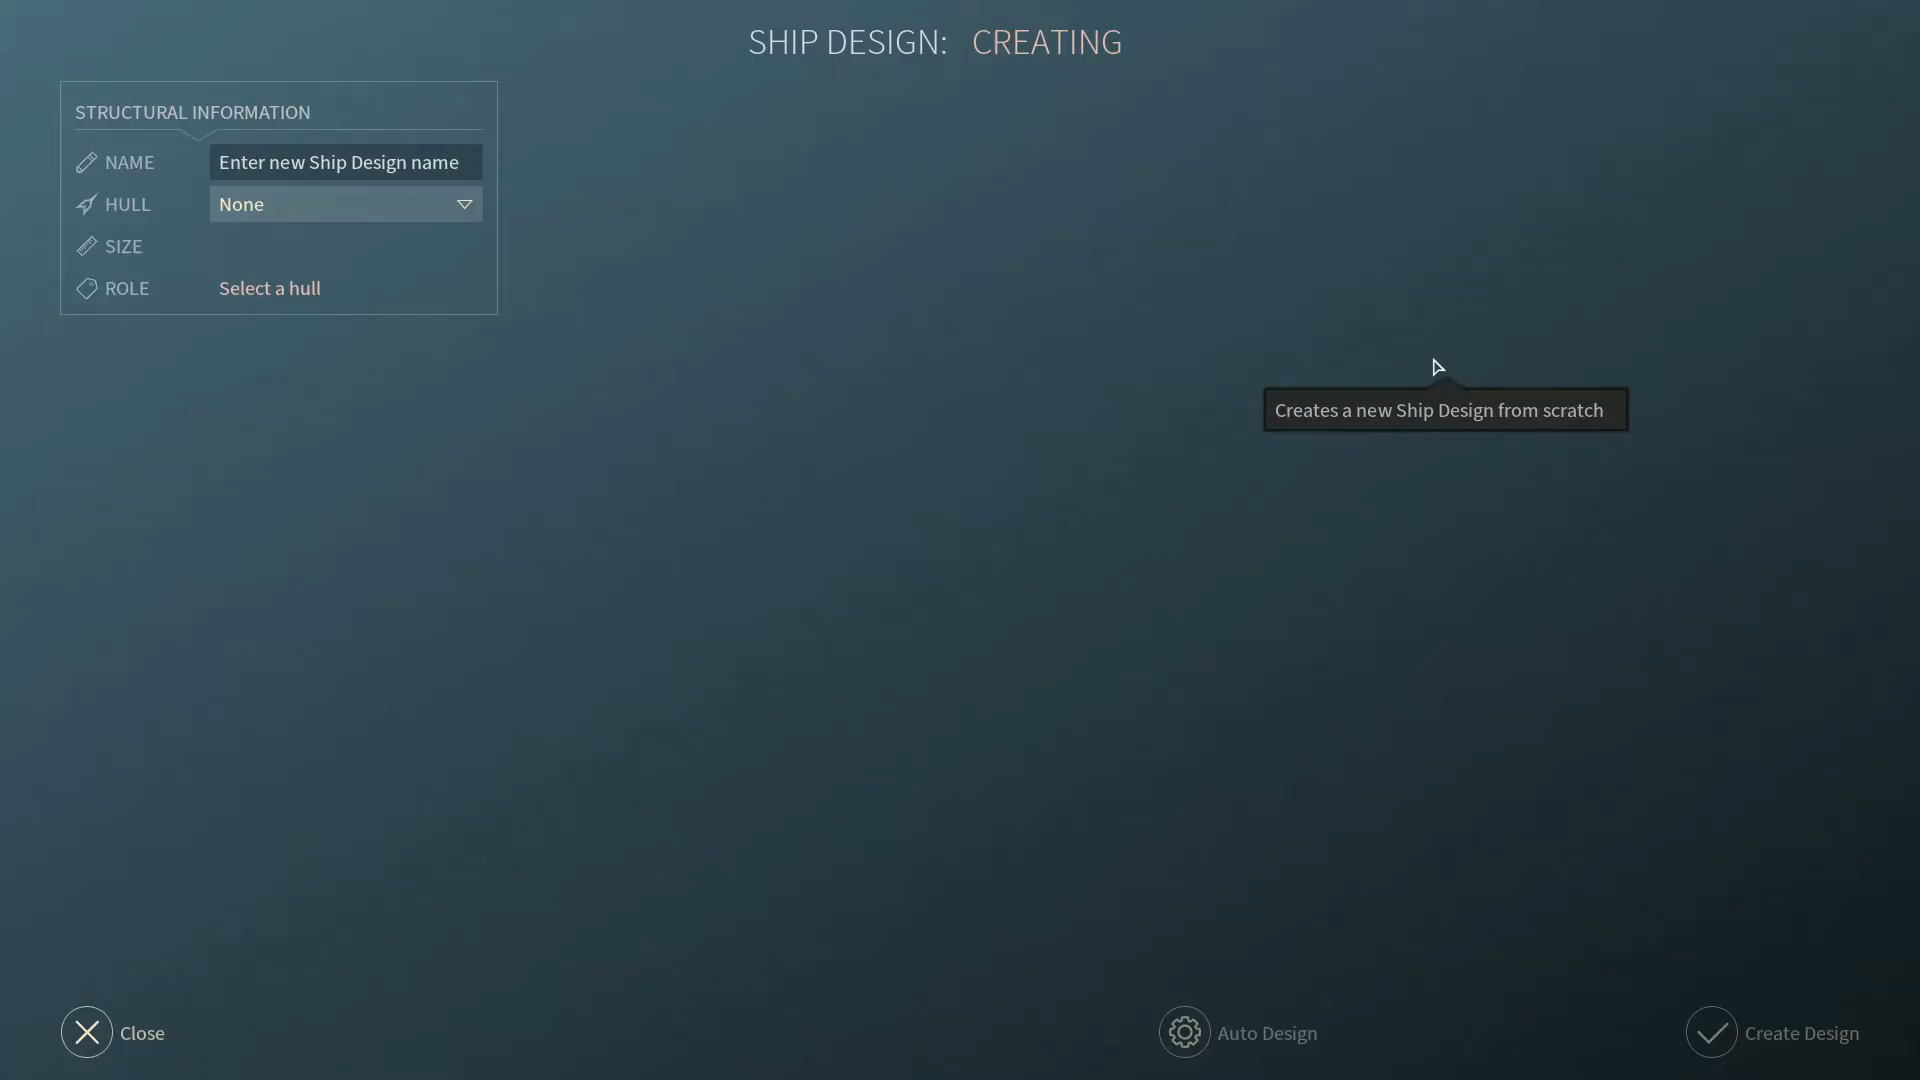 SHIP DESIGN: CREATING
STRUCTURAL INFORMATION
NAME Enter new Ship Design name
HULL None
SIZE
ROLE Select a hull
Creates a new Ship Design from scratch
Close Auto Design Create Design